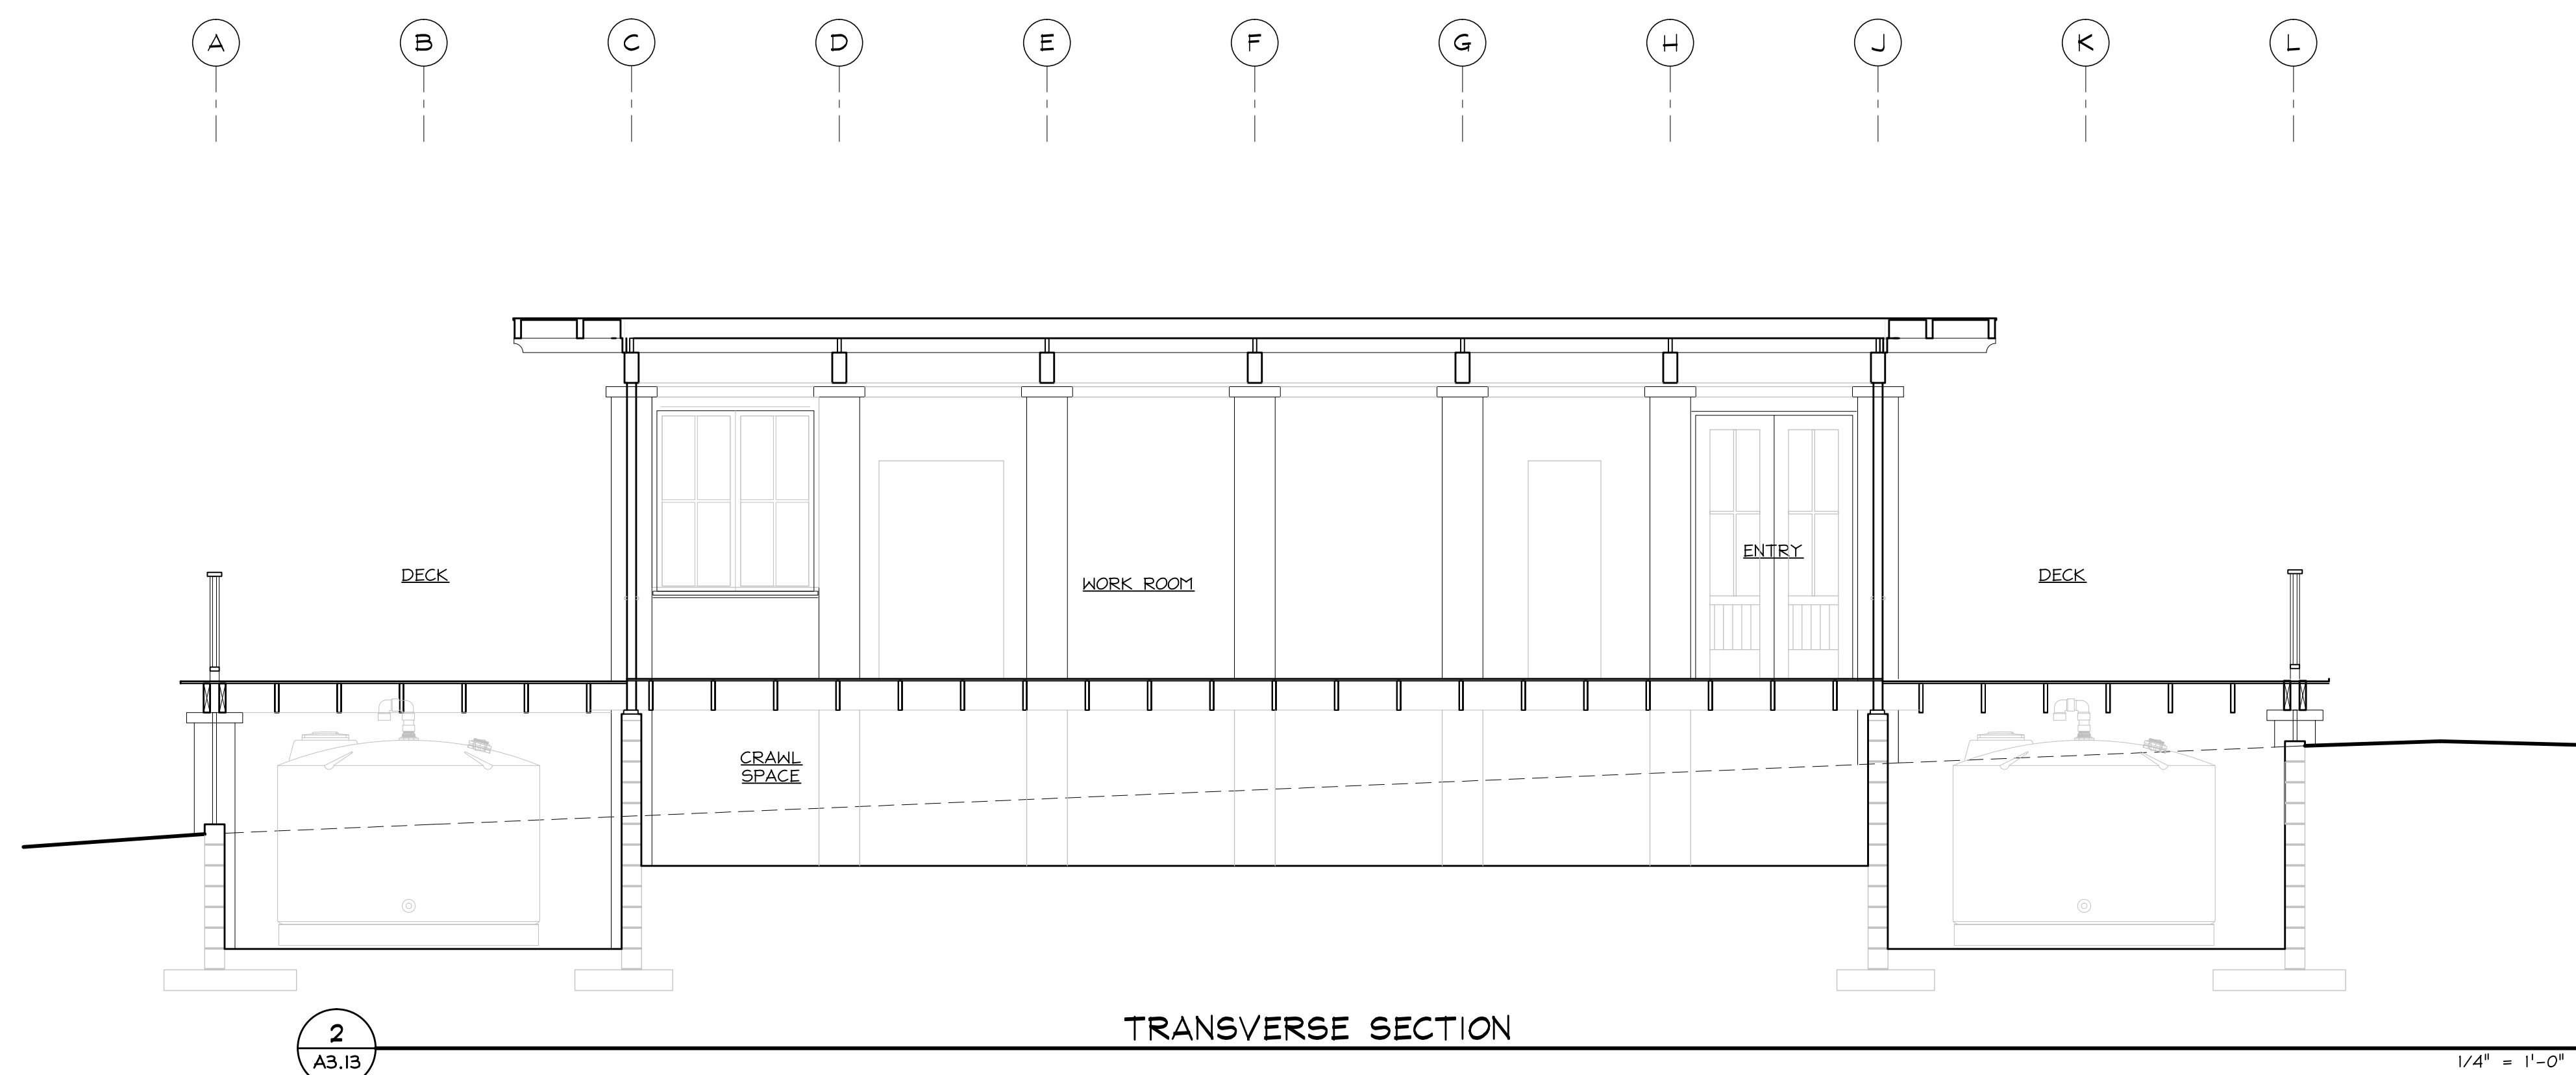 A B C D E F G H J K L
DECK
WORK ROOM
ENTRY
DECK
CRAWL
SPACE
TRANSVERSE SECTION
2
A3.13
1/4" = 1'-0"